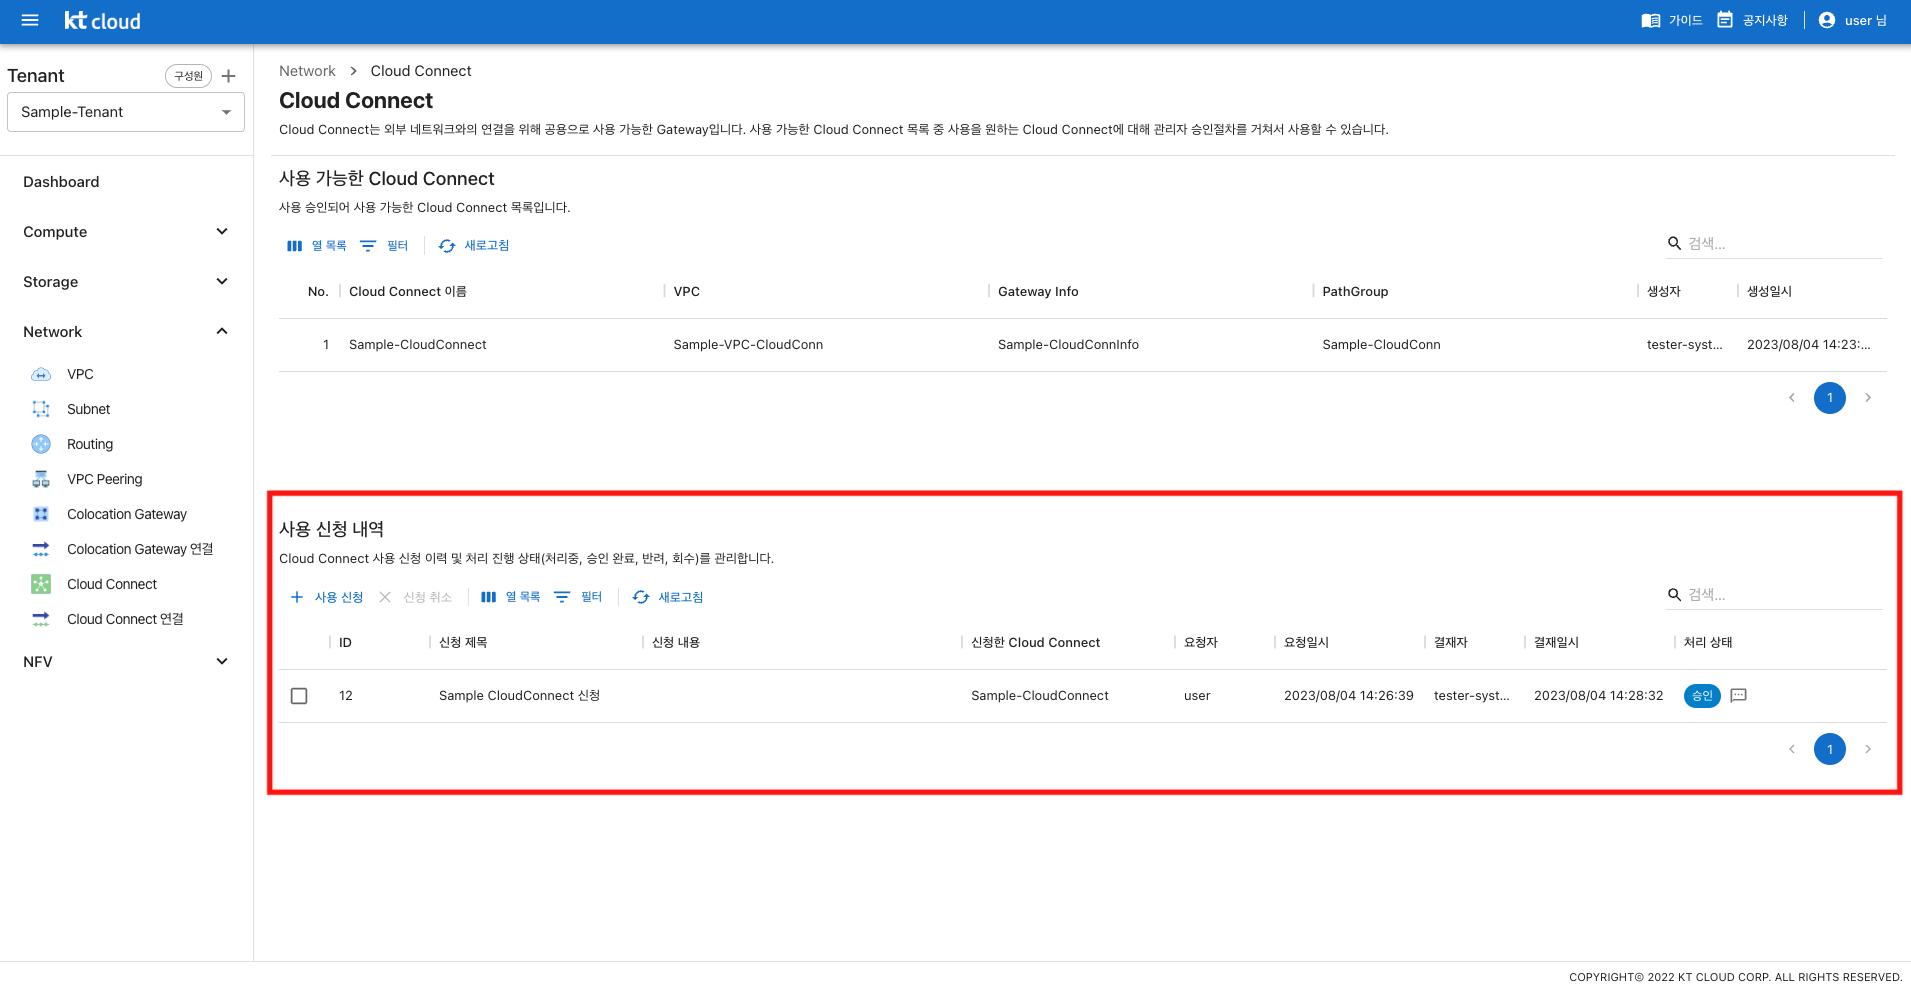 kt cloud
가이드 공지사항 user 님
Tenant 구성원
Sample-Tenant
Dashboard
Compute
Storage
Network
VPC
Subnet
Routing
VPC Peering
Colocation Gateway
Colocation Gateway 연결
Cloud Connect
Cloud Connect 연결
NFV
Network > Cloud Connect
Cloud Connect
Cloud Connect는 외부 네트워크와의 연결을 위해 공용으로 사용 가능한 Gateway입니다. 사용 가능한 Cloud Connect 목록 중 사용을 원하는 Cloud Connect에 대해 관리자 승인절차를 거쳐서 사용할 수 있습니다.
사용 가능한 Cloud Connect
사용 승인되어 사용 가능한 Cloud Connect 목록입니다.
열 목록 필터 새로고침 검색...
No. Cloud Connect 이름 VPC Gateway Info PathGroup 생성자 생성일시
1 Sample-CloudConnect Sample-VPC-CloudConn Sample-CloudConnInfo Sample-CloudConn tester-syst... 2023/08/04 14:23:...
1
사용 신청 내역
Cloud Connect 사용 신청 이력 및 처리 진행 상태(처리중, 승인 완료, 반려, 회수)를 관리합니다.
사용 신청 신청 취소 열 목록 필터 새로고침 검색...
ID 신청 제목 신청 내용 신청한 Cloud Connect 요청자 요청일시 결재자 결재일시 처리 상태
12 Sample CloudConnect 신청 Sample-CloudConnect user 2023/08/04 14:26:39 tester-syst... 2023/08/04 14:28:32 승인
1
COPYRIGHT© 2022 KT CLOUD CORP. ALL RIGHTS RESERVED.